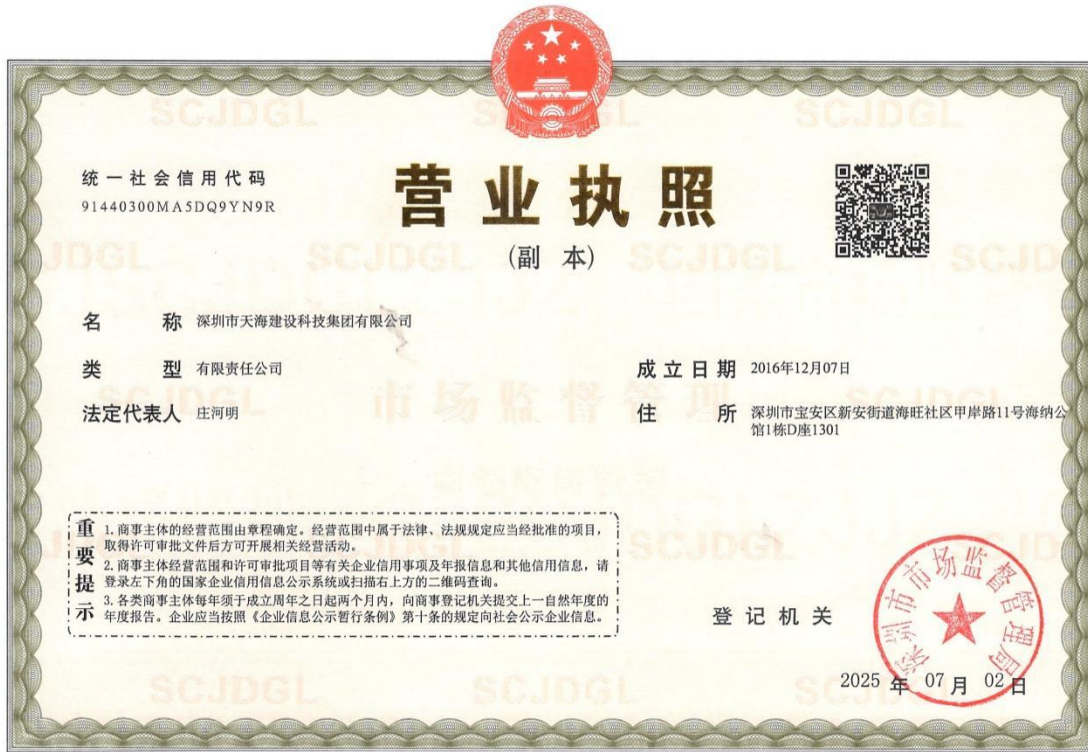 SCJDGL SCJDGL SCJDGL
统一社会信用代码
91440300MA5DQ9YN9R
营业执照
(副 本)
JDGL SCJDGL SCJDGL SCJD
名 称 深圳市天海建设科技集团有限公司
类 型 有限责任公司
成立日期 2016年12月07日
市场监督管理
法定代表人 庄河明
住 所 深圳市宝安区新安街道海旺社区甲岸路11号海纳公
馆1栋D座1301
重要提示
1. 商事主体的经营范围由章程确定。经营范围中属于法律、法规规定应当经批准的项目，
取得许可审批文件后方可开展相关经营活动。
2. 商事主体经营范围和许可审批项目等有关企业信用事项及年报信息和其他信用信息，请
登录左下角的国家企业信用信息公示系统或扫描右上方的二维码查询。
3. 各类商事主体每年须于成立周年之日起两个月内，向商事登记机关提交上一自然年度的
年度报告。企业应当按照《企业信息公示暂行条例》第十条的规定向社会公示企业信息。
SCJDGL
登记机关
深圳市市场监督管理局
2025 年 07 月 02 日
SCJDGL SCJDGL